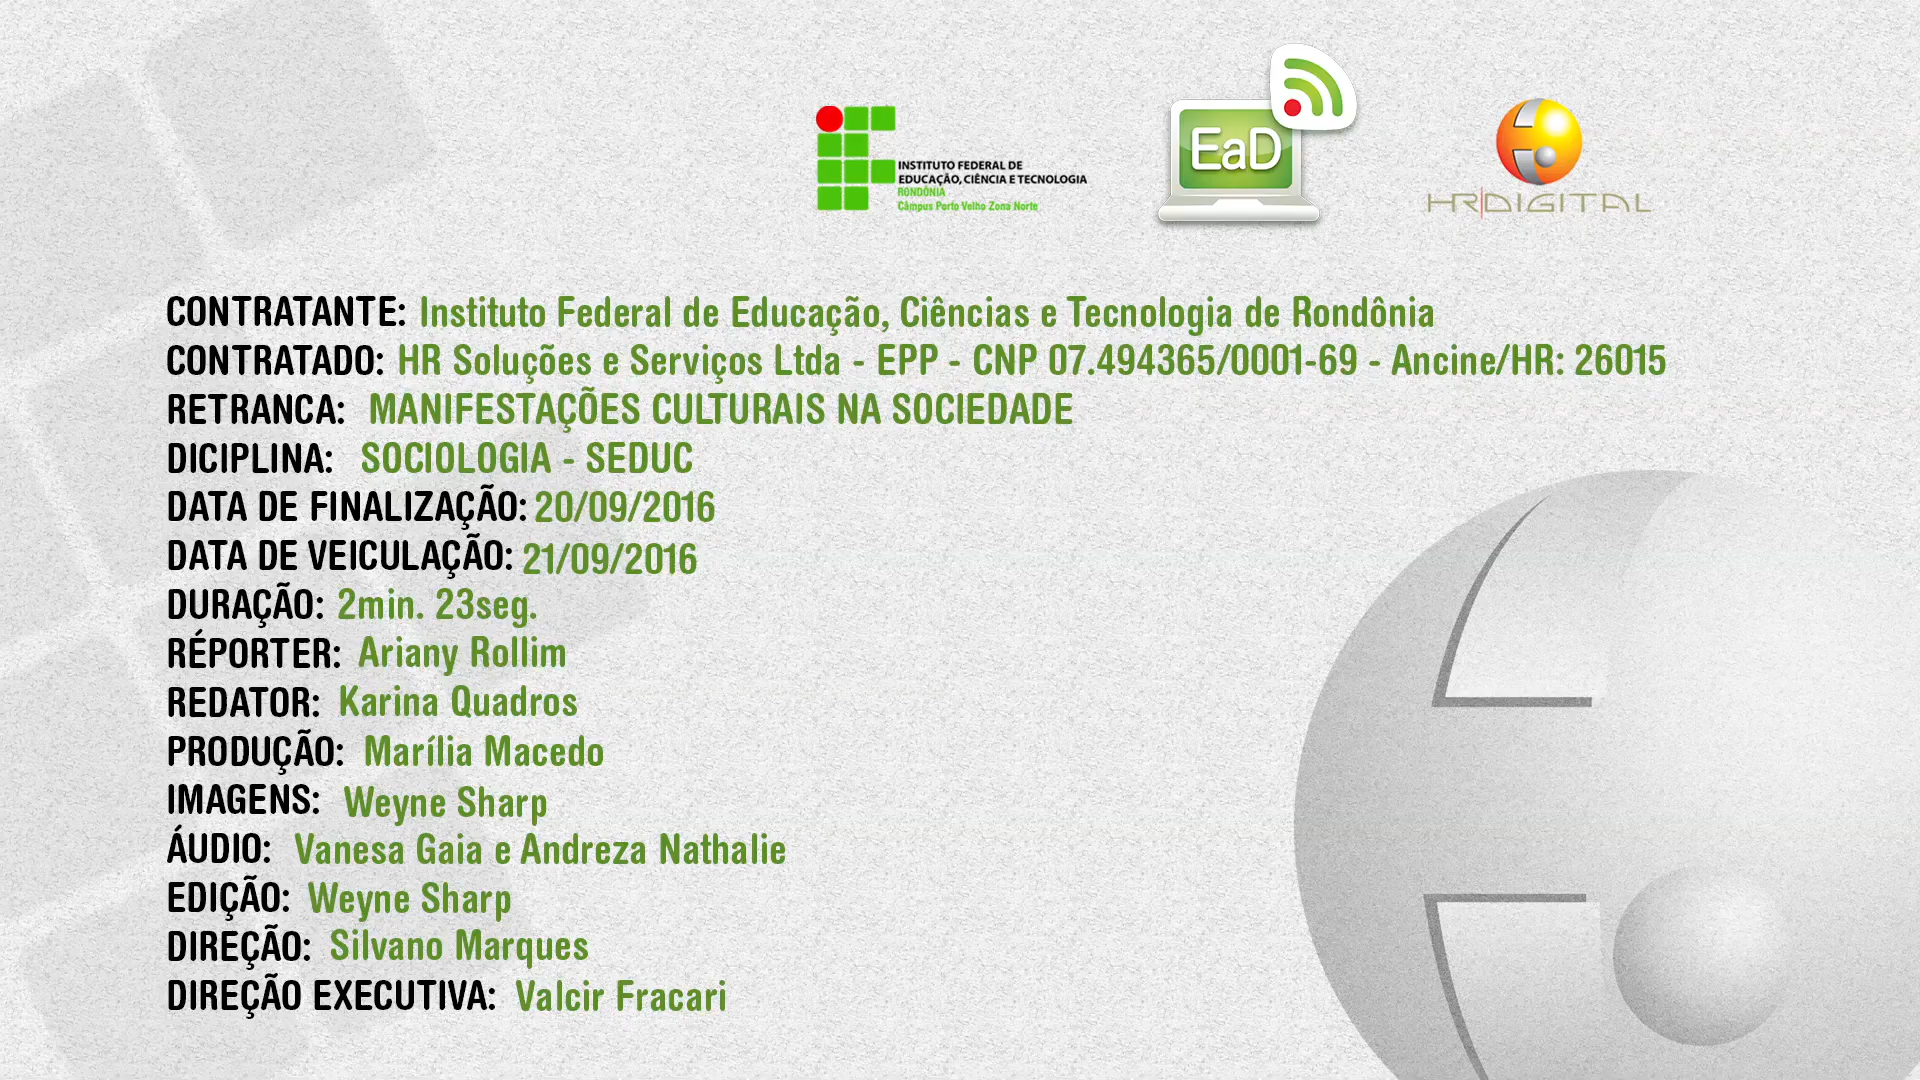 INSTITUTO FEDERAL DE
EDUCAÇÃO, CIÊNCIA E TECNOLOGIA
RONDÔNIA
Câmpus Porto Velho Zona Norte
EaD
HR|DIGITAL
CONTRATANTE: Instituto Federal de Educação, Ciências e Tecnologia de Rondônia
CONTRATADO: HR Soluções e Serviços Ltda - EPP - CNP 07.494365/0001-69 - Ancine/HR: 26015
RETRANCA: MANIFESTAÇÕES CULTURAIS NA SOCIEDADE
DICIPLINA: SOCIOLOGIA - SEDUC
DATA DE FINALIZAÇÃO: 20/09/2016
DATA DE VEICULAÇÃO: 21/09/2016
DURAÇÃO: 2min. 23seg.
RÉPORTER: Ariany Rollim
REDATOR: Karina Quadros
PRODUÇÃO: Marília Macedo
IMAGENS: Weyne Sharp
ÁUDIO: Vanesa Gaia e Andreza Nathalie
EDIÇÃO: Weyne Sharp
DIREÇÃO: Silvano Marques
DIREÇÃO EXECUTIVA: Valcir Fracari